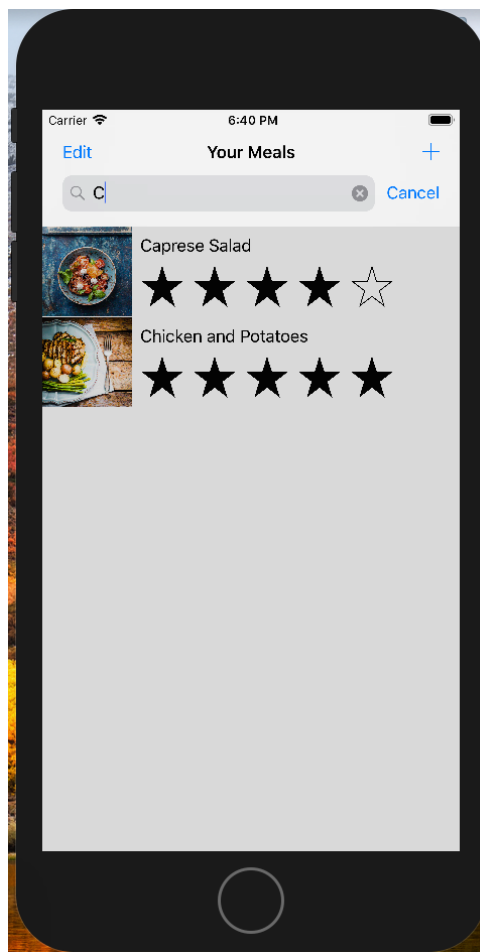 Carrier 6:40 PM
Edit Your Meals +
C Cancel
Caprese Salad
Chicken and Potatoes